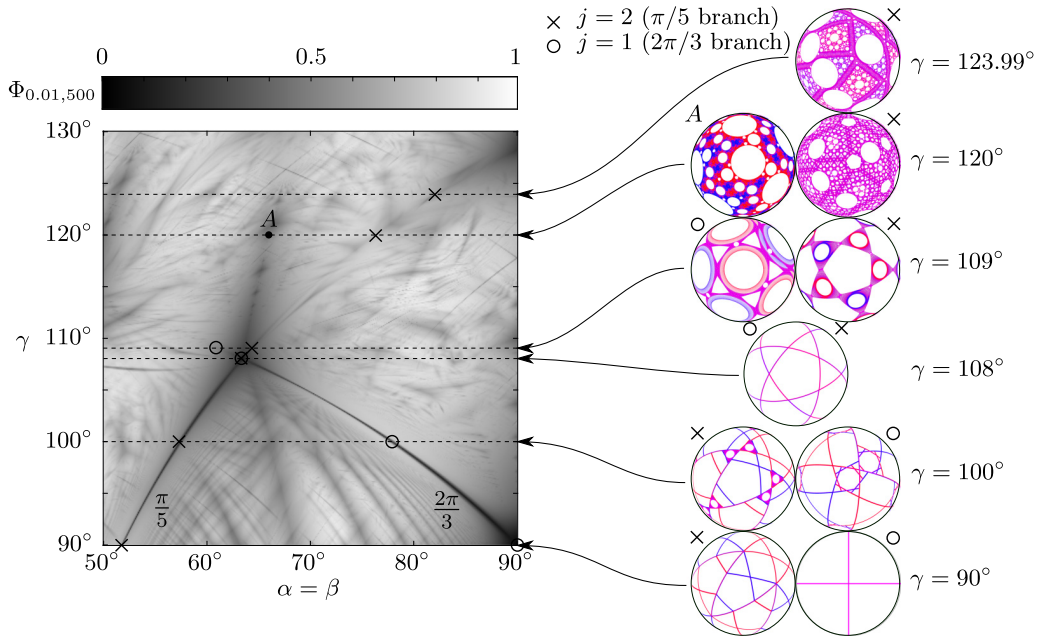 × j = 2 (π/5 branch)
○ j = 1 (2π/3 branch)
0 0.5 1
Φ0.01,500
130°
120°
110°
100°
90°
γ
A
π/5
2π/3
50° 60° 70° 80° 90°
α = β
× γ = 123.99°
A × γ = 120°
○ × γ = 109°
○ × γ = 108°
× ○ γ = 100°
× ○ γ = 90°